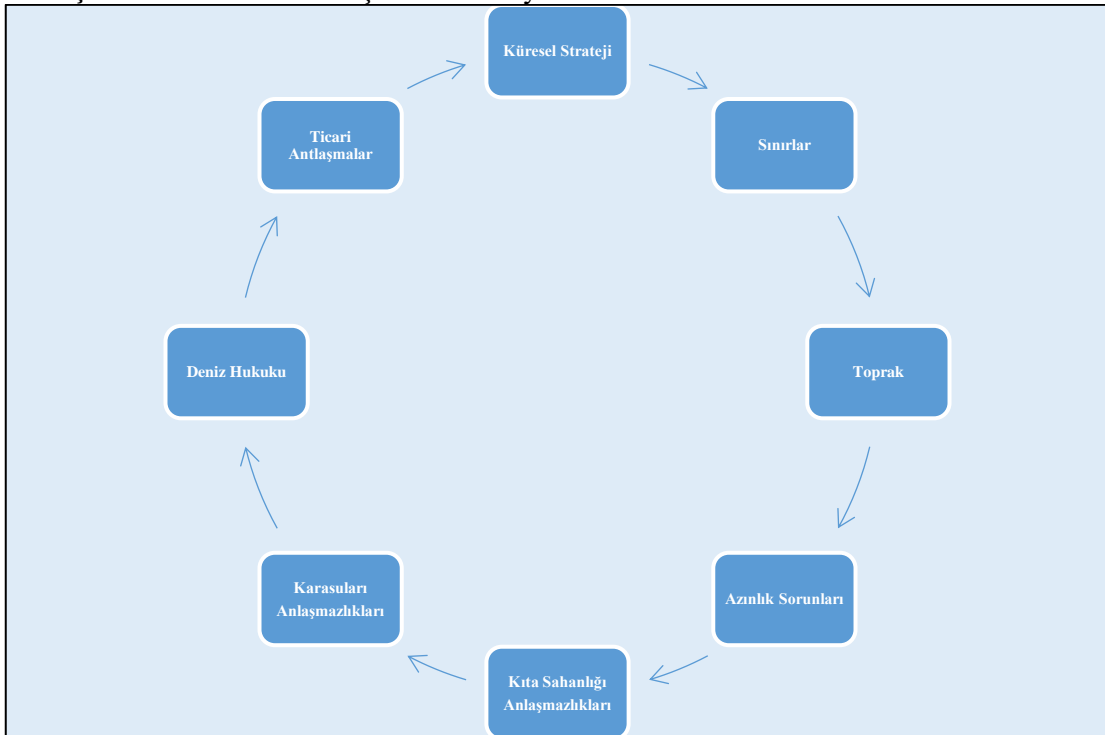 Küresel Strateji
Sınırlar
Toprak
Azınlık Sorunları
Kıta Sahanlığı
Anlaşmazlıkları
Karasuları
Anlaşmazlıkları
Deniz Hukuku
Ticari
Antlaşmalar